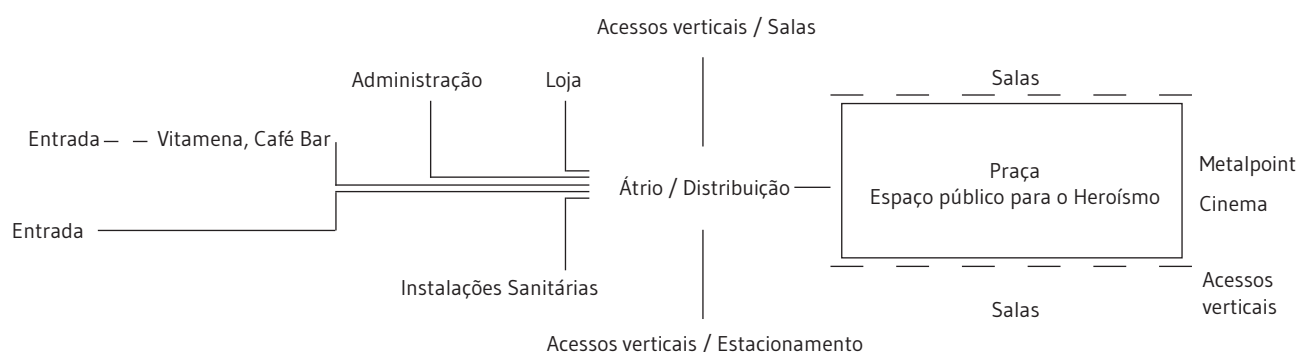 Acessos verticais / Salas
Administração
Loja
Salas
Entrada
Vitamena, Café Bar
Átrio / Distribuição
Praça
Espaço público para o Heroísmo
Metalpoint
Cinema
Entrada
Instalações Sanitárias
Salas
Acessos
verticais
Acessos verticais / Estacionamento